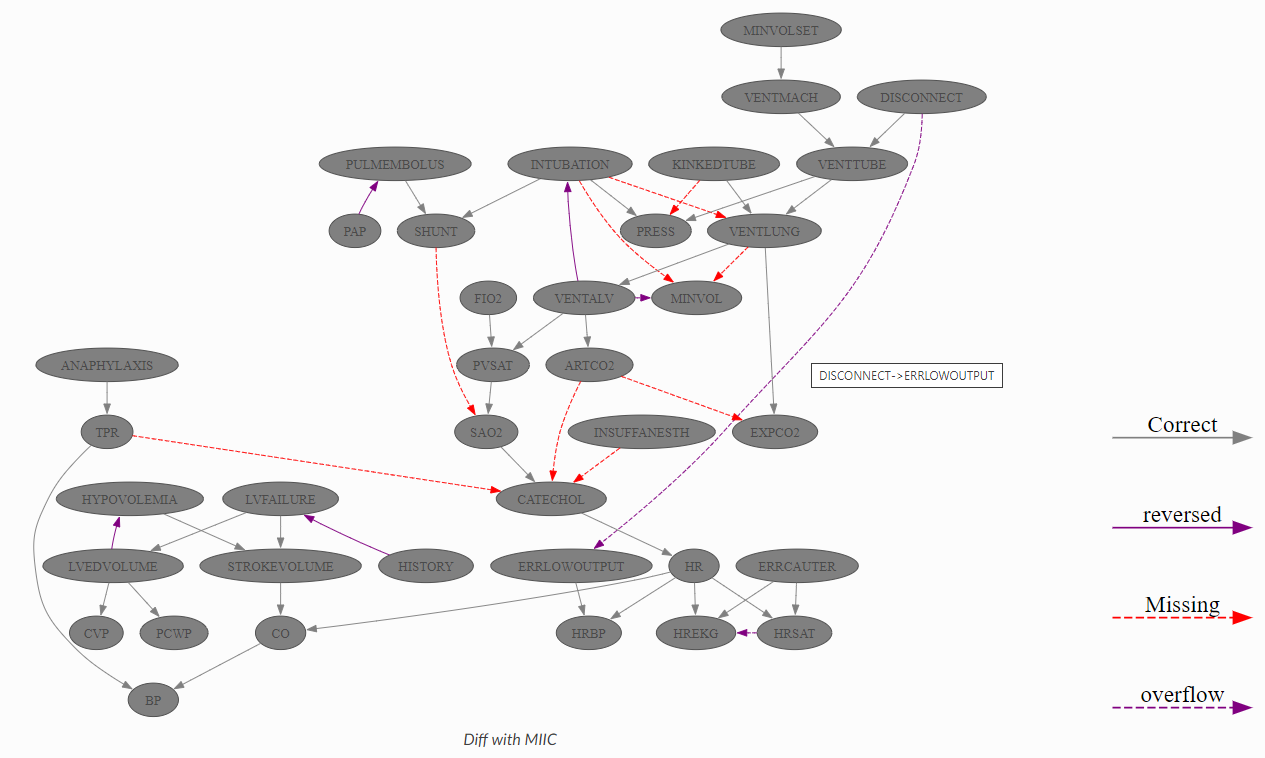 MINVOLSET
VENTMACH DISCONNECT
PULMEMBOLUS INTUBATION KINKEDTUBE VENTTUBE
PAP SHUNT PRESS VENTLUNG
FIO2 VENTALV MINVOL
ANAPHYLAXIS PVSAT ARTCO2 DISCONNECT->ERRLOWOUTPUT
TPR SAO2 INSUFFANESTH EXPCO2 Correct
HYPOVOLEMIA LVFAILURE CATECHOL reversed
LVEDVOLUME STROKEVOLUME HISTORY ERRLOWOUTPUT HR ERRCAUTER
Missing
CVP PCWP CO HRBP HREKG HRSAT
BP overflow
Diff with MIIC